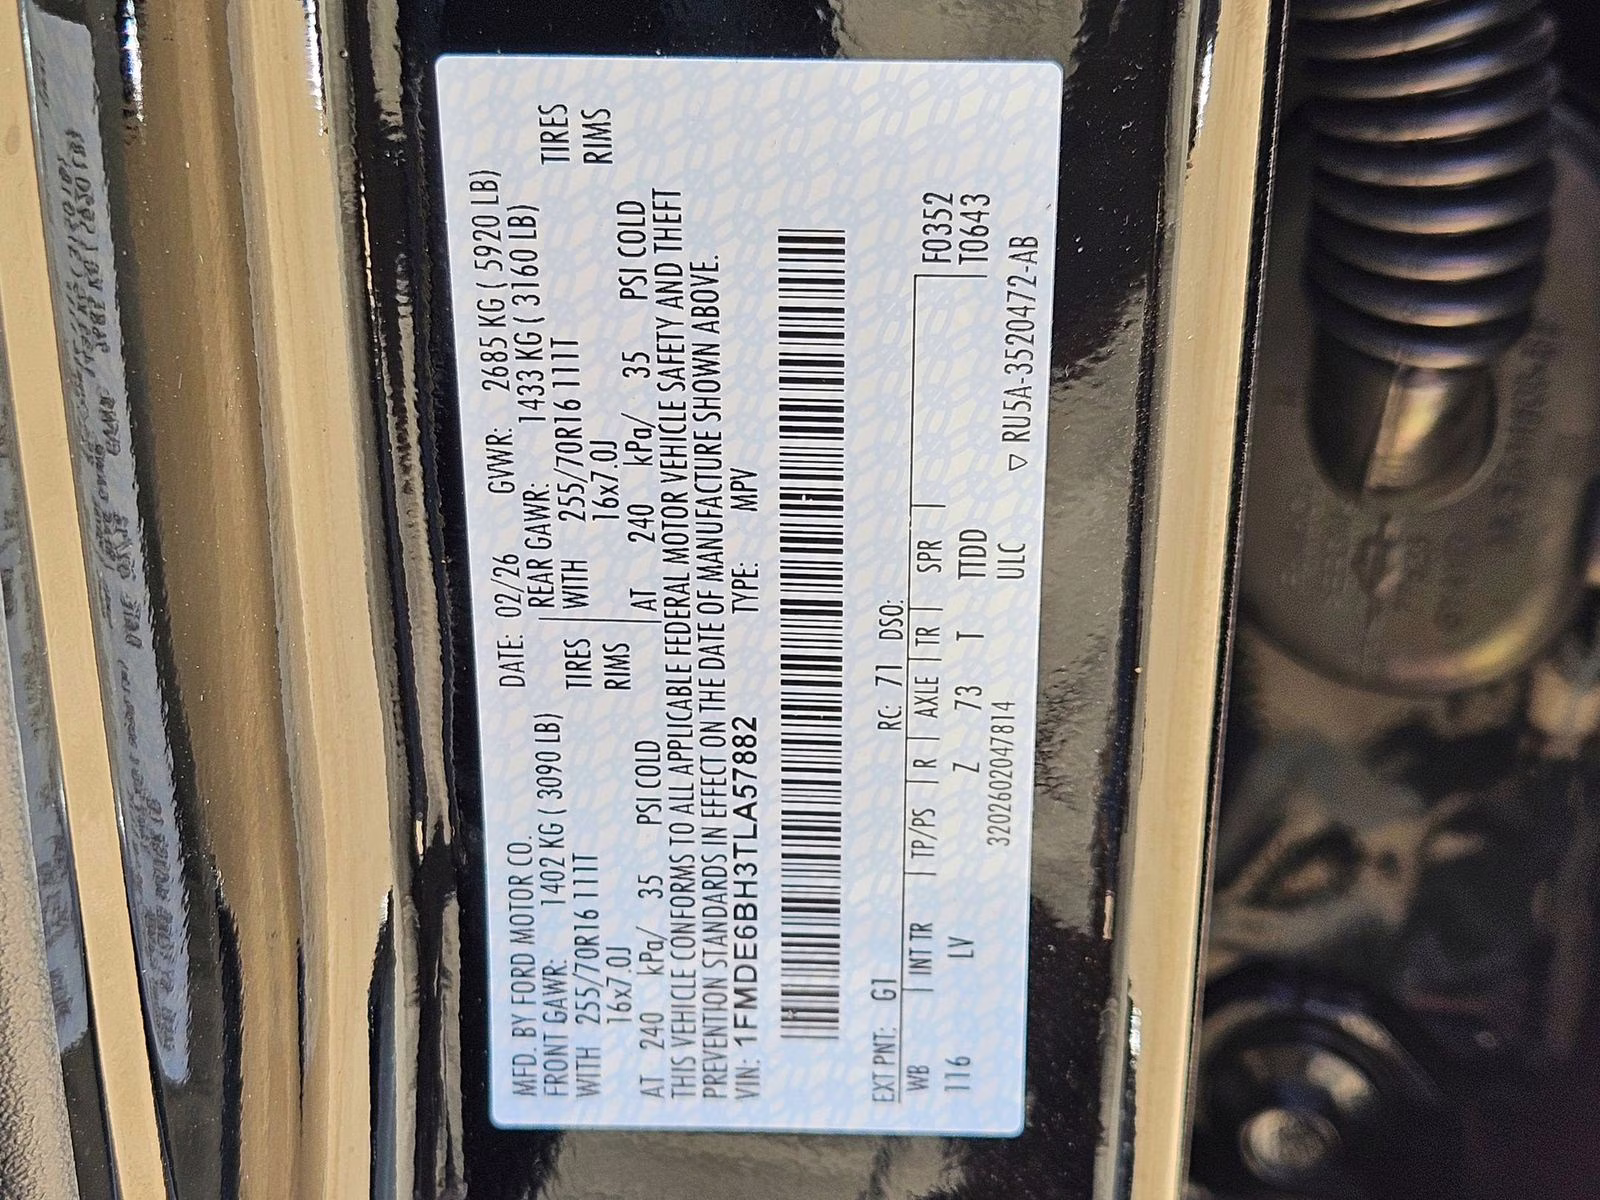 MFD. BY FORD MOTOR CO.
DATE: 02/26 GVWR: 2685 KG ( 5920 LB)
FRONT GAWR: 1402 KG ( 3090 LB)
REAR GAWR: 1433 KG ( 3160 LB)
WITH 255/70R16 111T TIRES
WITH 255/70R16 111T TIRES
16x7.0J RIMS
16x7.0J RIMS
AT 240 kPa/ 35 PSI COLD
AT 240 kPa/ 35 PSI COLD
THIS VEHICLE CONFORMS TO ALL APPLICABLE FEDERAL MOTOR VEHICLE SAFETY AND THEFT
PREVENTION STANDARDS IN EFFECT ON THE DATE OF MANUFACTURE SHOWN ABOVE.
VIN: 1FMDE6BH3TLA57882 TYPE: MPV
EXT PNT: G1 RC: 71 DSO:
WB INT TR TP/PS R AXLE TR SPR F0352
116 LV Z 73 T TTDD T0643
3202602047814 ULC ▽ RU5A-3520472-AB